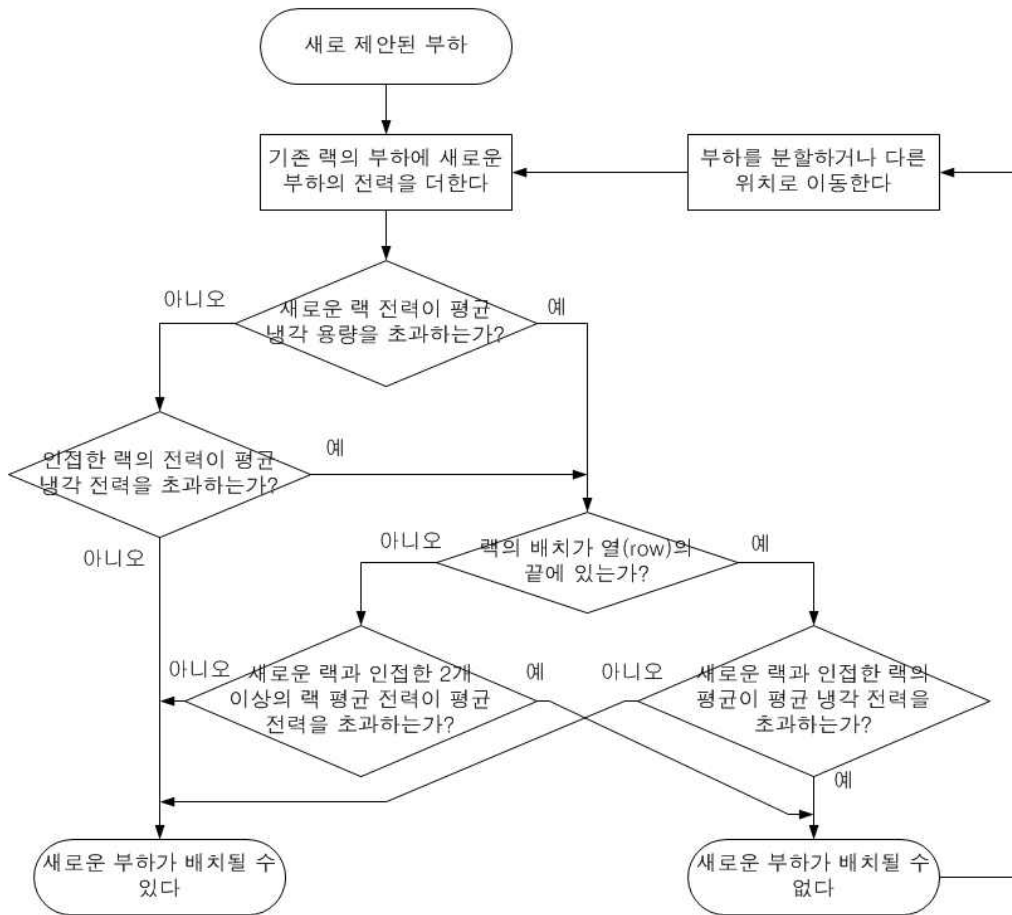 새로 제안된 부하
기존 랙의 부하에 새로운
부하의 전력을 더한다
부하를 분할하거나 다른
위치로 이동한다
아니오
새로운 랙 전력이 평균
냉각 용량을 초과하는가?
예
인접한 랙의 전력이 평균
냉각 전력을 초과하는가?
예
아니오
아니오
랙의 배치가 열(row)의
끝에 있는가?
예
아니오
새로운 랙과 인접한 2개
이상의 랙 평균 전력이 평균
전력을 초과하는가?
예
아니오
새로운 랙과 인접한 랙의
평균이 평균 냉각 전력을
초과하는가?
예
새로운 부하가 배치될 수
있다
새로운 부하가 배치될 수
없다